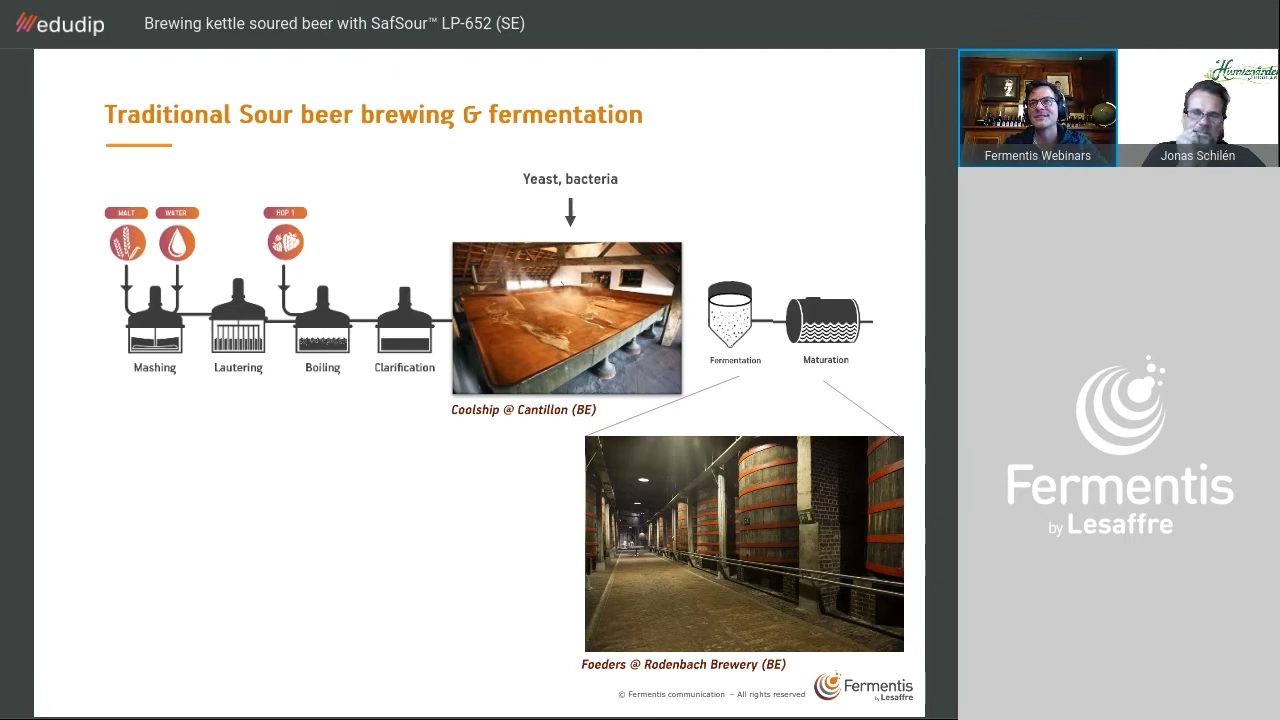 edudip
Brewing kettle soured beer with SafSour™ LP-652 (SE)
Traditional Sour beer brewing & fermentation
Yeast, bacteria
MALT
WATER
HOP 1
Mashing
Lautering
Boiling
Clarification
Fermentation
Maturation
Coolship @ Cantillon (BE)
Foeders @ Rodenbach Brewery (BE)
© Fermentis communication – All rights reserved
Fermentis
by Lesaffre
Fermentis Webinars
Jonas Schilén
Fermentis
by Lesaffre